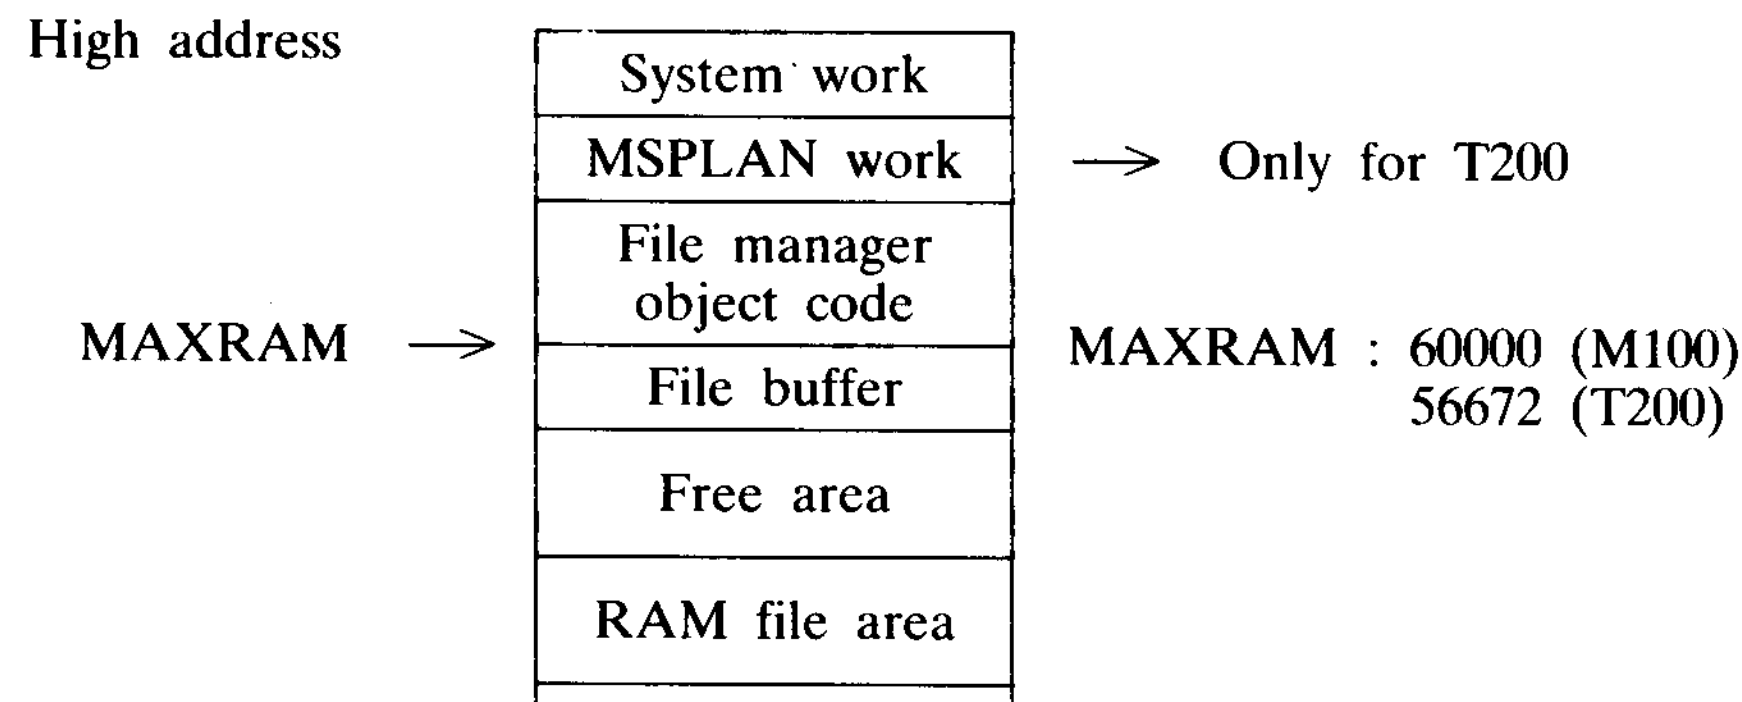 High address
System work
MSPLAN work → Only for T200
File manager
object code
MAXRAM → MAXRAM : 60000 (M100)
File buffer
56672 (T200)
Free area
RAM file area